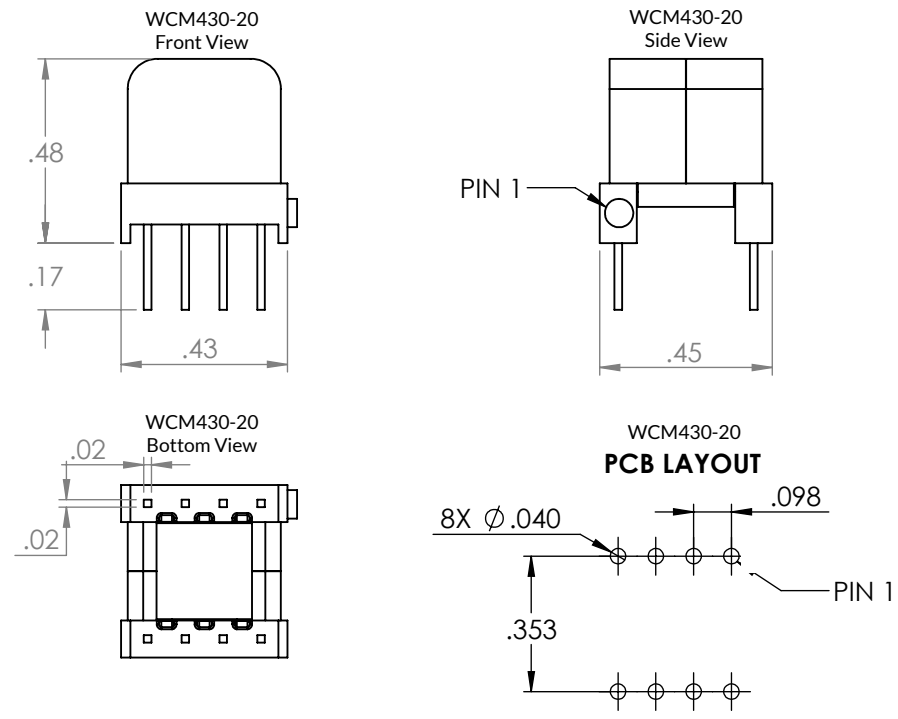 WCM430-20
Front View
.48
.17
.43
WCM430-20
Side View
PIN 1
.45
WCM430-20
Bottom View
.02
.02
WCM430-20
PCB LAYOUT
.098
8X ∅ .040
PIN 1
.353